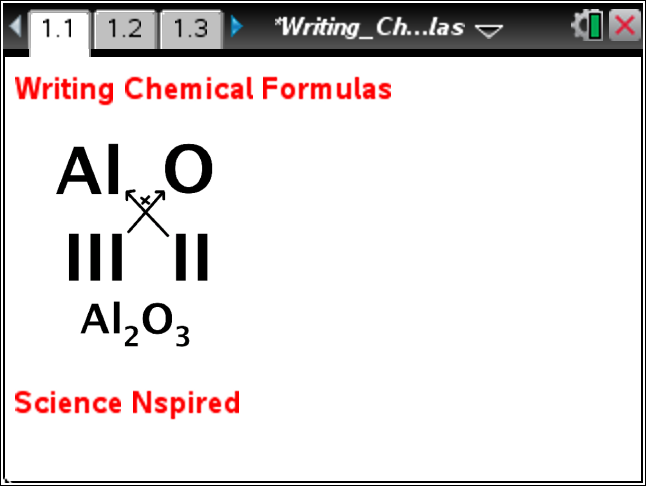 1.1 1.2 1.3 *Writing_Ch...las
Writing Chemical Formulas
Al O
III II
Al₂O₃
Science Nspired